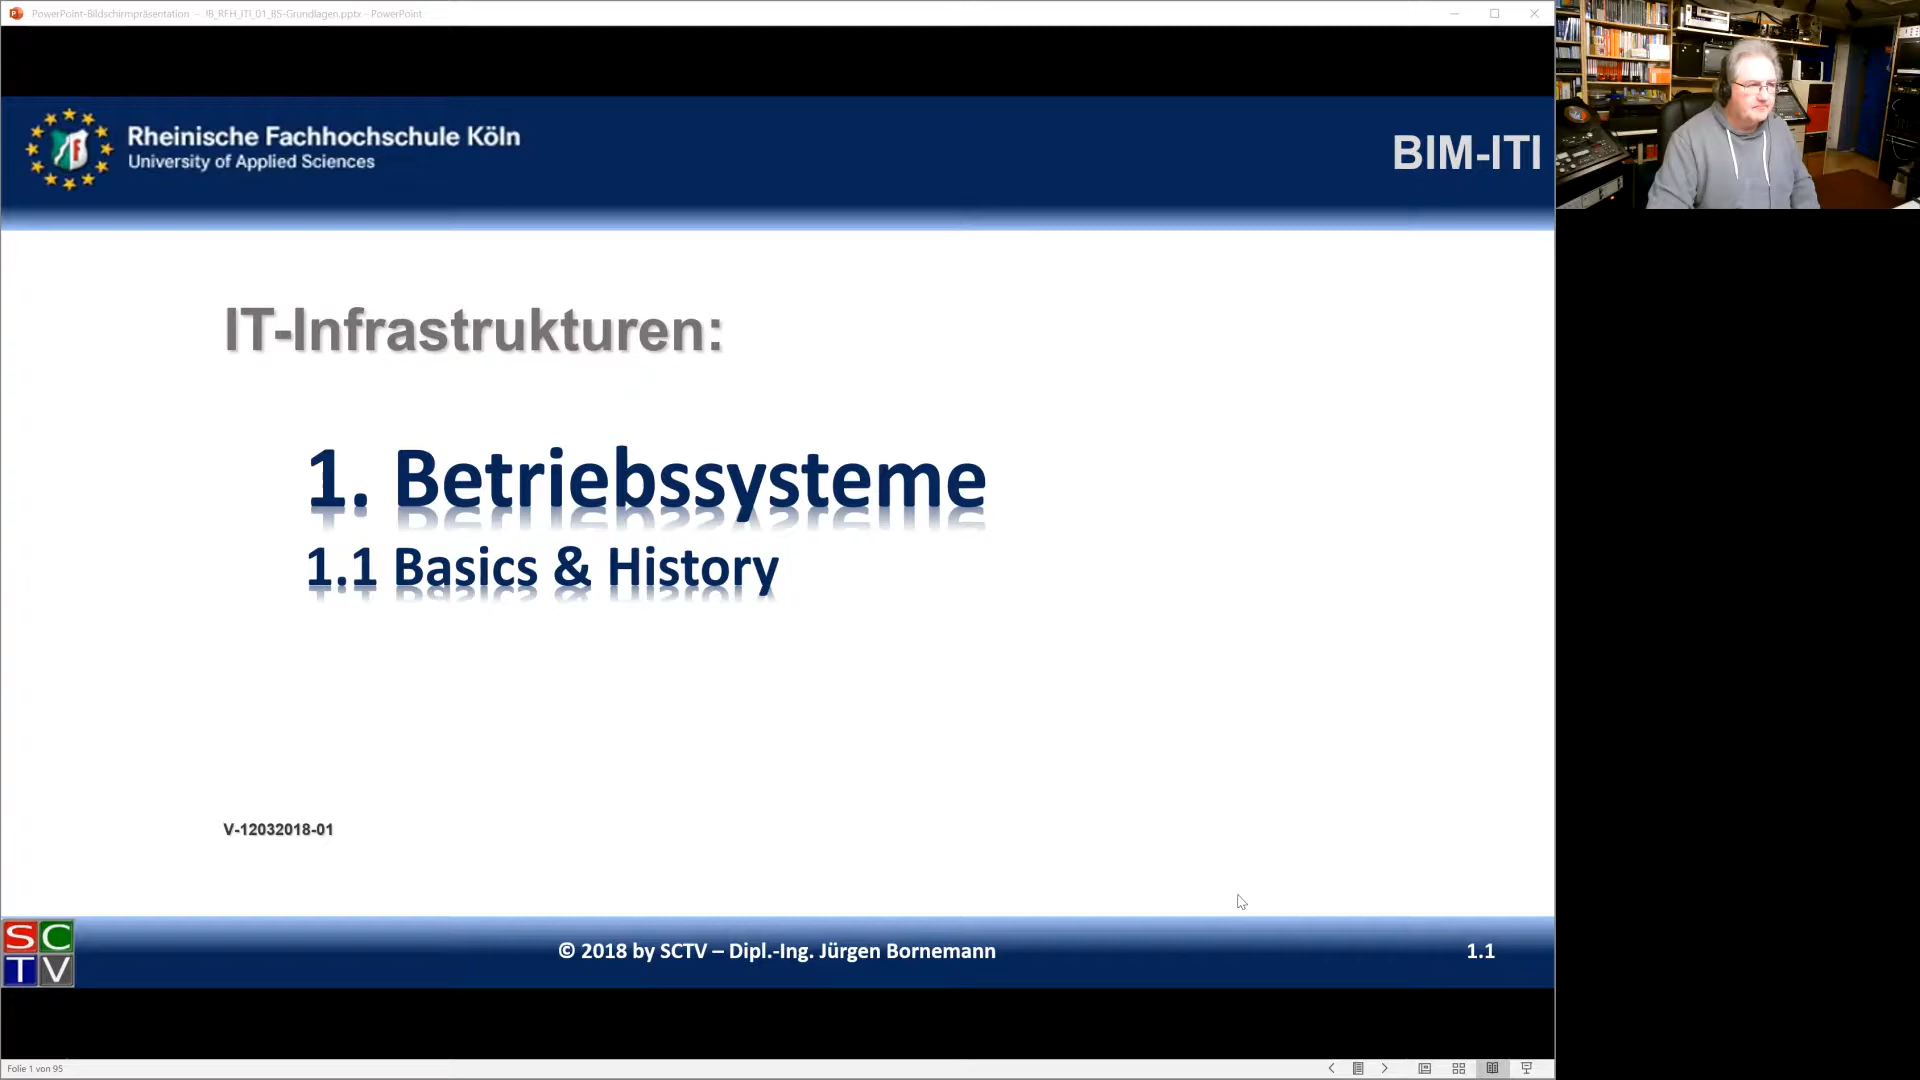 PowerPoint-Bildschirmpräsentation - !B_RFH_ITI_01_BS-Grundlagen.pptx - PowerPoint
Rheinische Fachhochschule Köln
University of Applied Sciences
BIM-ITI
IT-Infrastrukturen:
1. Betriebssysteme
1.1 Basics & History
V-12032018-01
SC
TV
© 2018 by SCTV – Dipl.-Ing. Jürgen Bornemann
1.1
Folie 1 von 95